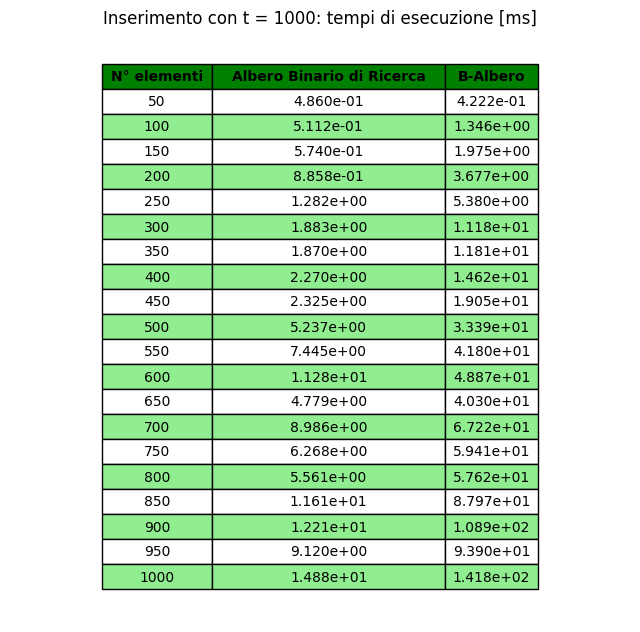 Inserimento con t = 1000: tempi di esecuzione [ms]
N° elementi Albero Binario di Ricerca B-Albero
50 4.860e-01 4.222e-01
100 5.112e-01 1.346e+00
150 5.740e-01 1.975e+00
200 8.858e-01 3.677e+00
250 1.282e+00 5.380e+00
300 1.883e+00 1.118e+01
350 1.870e+00 1.181e+01
400 2.270e+00 1.462e+01
450 2.325e+00 1.905e+01
500 5.237e+00 3.339e+01
550 7.445e+00 4.180e+01
600 1.128e+01 4.887e+01
650 4.779e+00 4.030e+01
700 8.986e+00 6.722e+01
750 6.268e+00 5.941e+01
800 5.561e+00 5.762e+01
850 1.161e+01 8.797e+01
900 1.221e+01 1.089e+02
950 9.120e+00 9.390e+01
1000 1.488e+01 1.418e+02